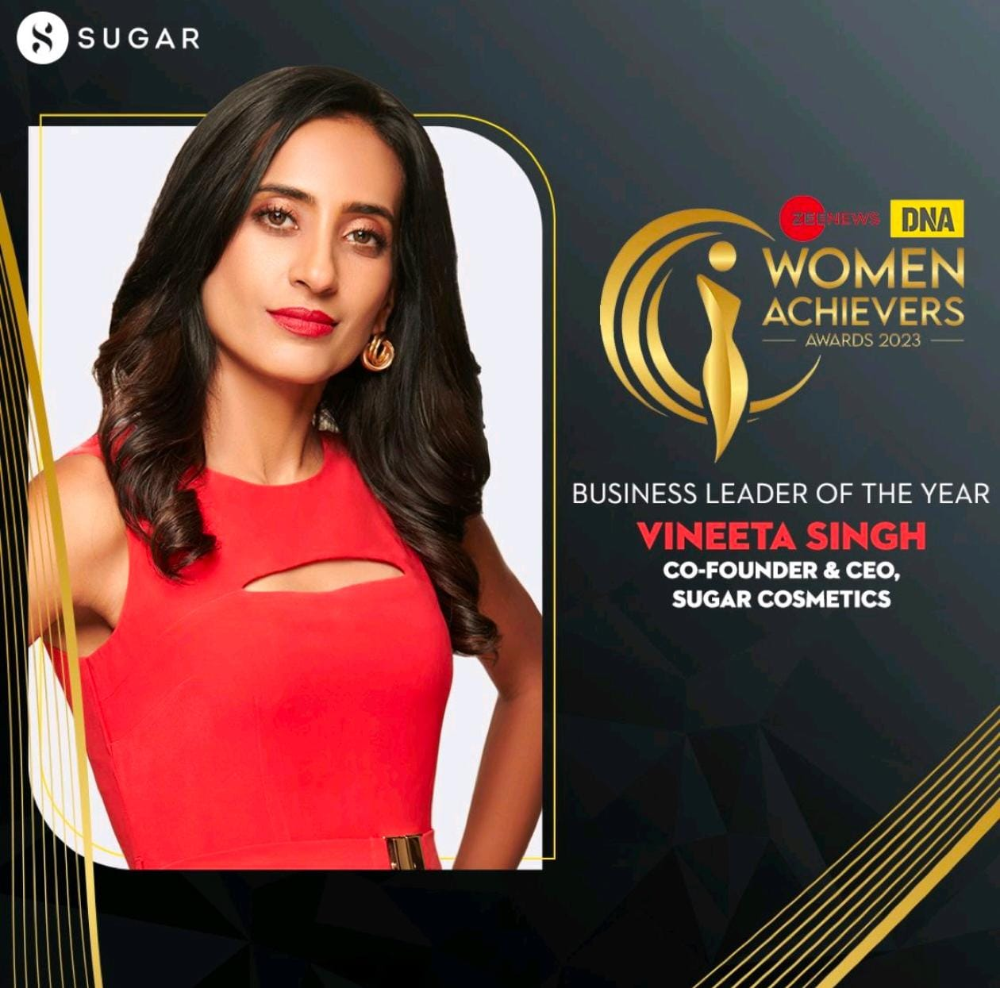 SUGAR
ZEENEWS DNA
WOMEN
ACHIEVERS
AWARDS 2023
BUSINESS LEADER OF THE YEAR
VINEETA SINGH
CO-FOUNDER & CEO,
SUGAR COSMETICS